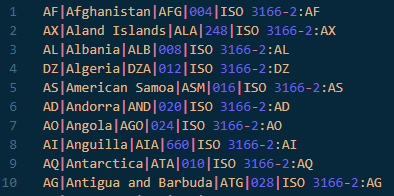 1 AF|Afghanistan|AFG|004|ISO 3166-2:AF
2 AX|Aland Islands|ALA|248|ISO 3166-2:AX
3 AL|Albania|ALB|008|ISO 3166-2:AL
4 DZ|Algeria|DZA|012|ISO 3166-2:DZ
5 AS|American Samoa|ASM|016|ISO 3166-2:AS
6 AD|Andorra|AND|020|ISO 3166-2:AD
7 AO|Angola|AGO|024|ISO 3166-2:AO
8 AI|Anguilla|AIA|660|ISO 3166-2:AI
9 AQ|Antarctica|ATA|010|ISO 3166-2:AQ
10 AG|Antigua and Barbuda|ATG|028|ISO 3166-2:AG